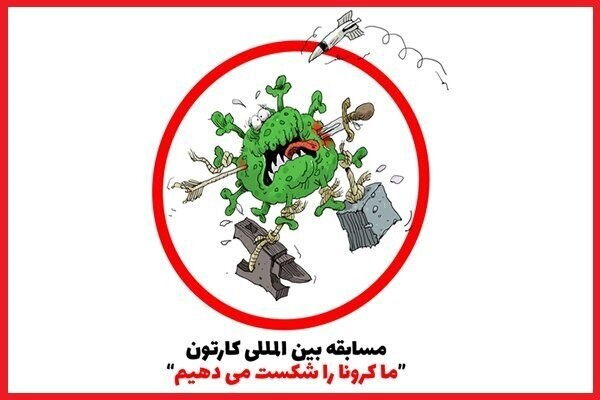 مسابقه بین المللی کارتون
”ما کرونا را شکست می دهیم“